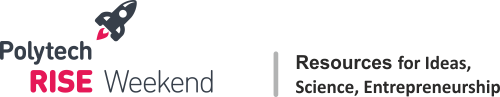 Polytech
RISE Weekend
Resources for Ideas,
Science, Entrepreneurship